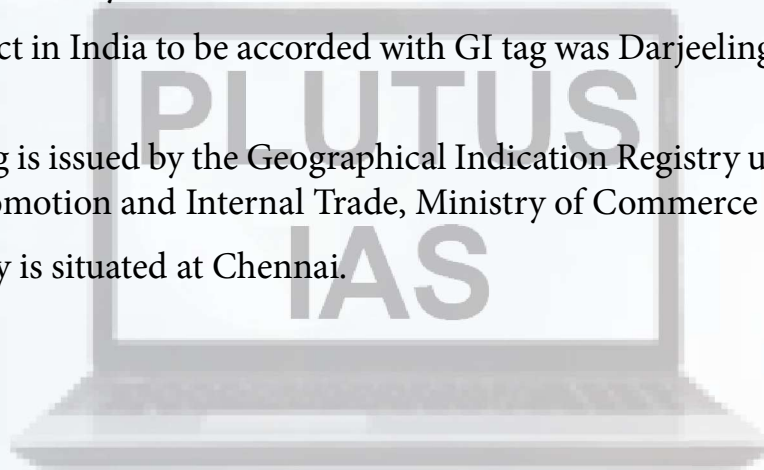 ct in India to be accorded with GI tag was Darjeeling
PLUTUS
g is issued by the Geographical Indication Registry u
omotion and Internal Trade, Ministry of Commerce
y is situated at Chennai.
IAS